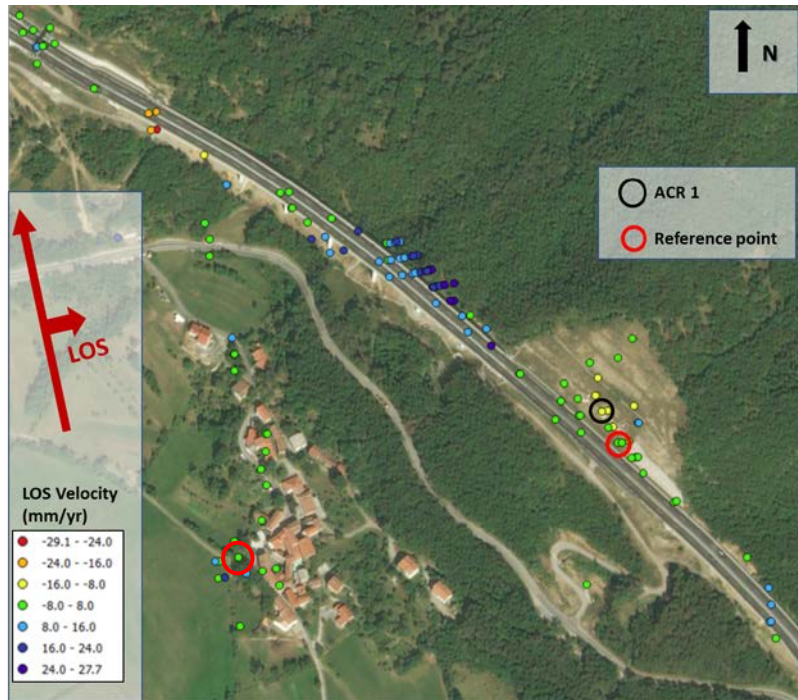 N
ACR 1
Reference point
LOS
LOS Velocity
(mm/yr)
-29.1 - -24.0
-24.0 - -16.0
-16.0 - -8.0
-8.0 - 8.0
8.0 - 16.0
16.0 - 24.0
24.0 - 27.7